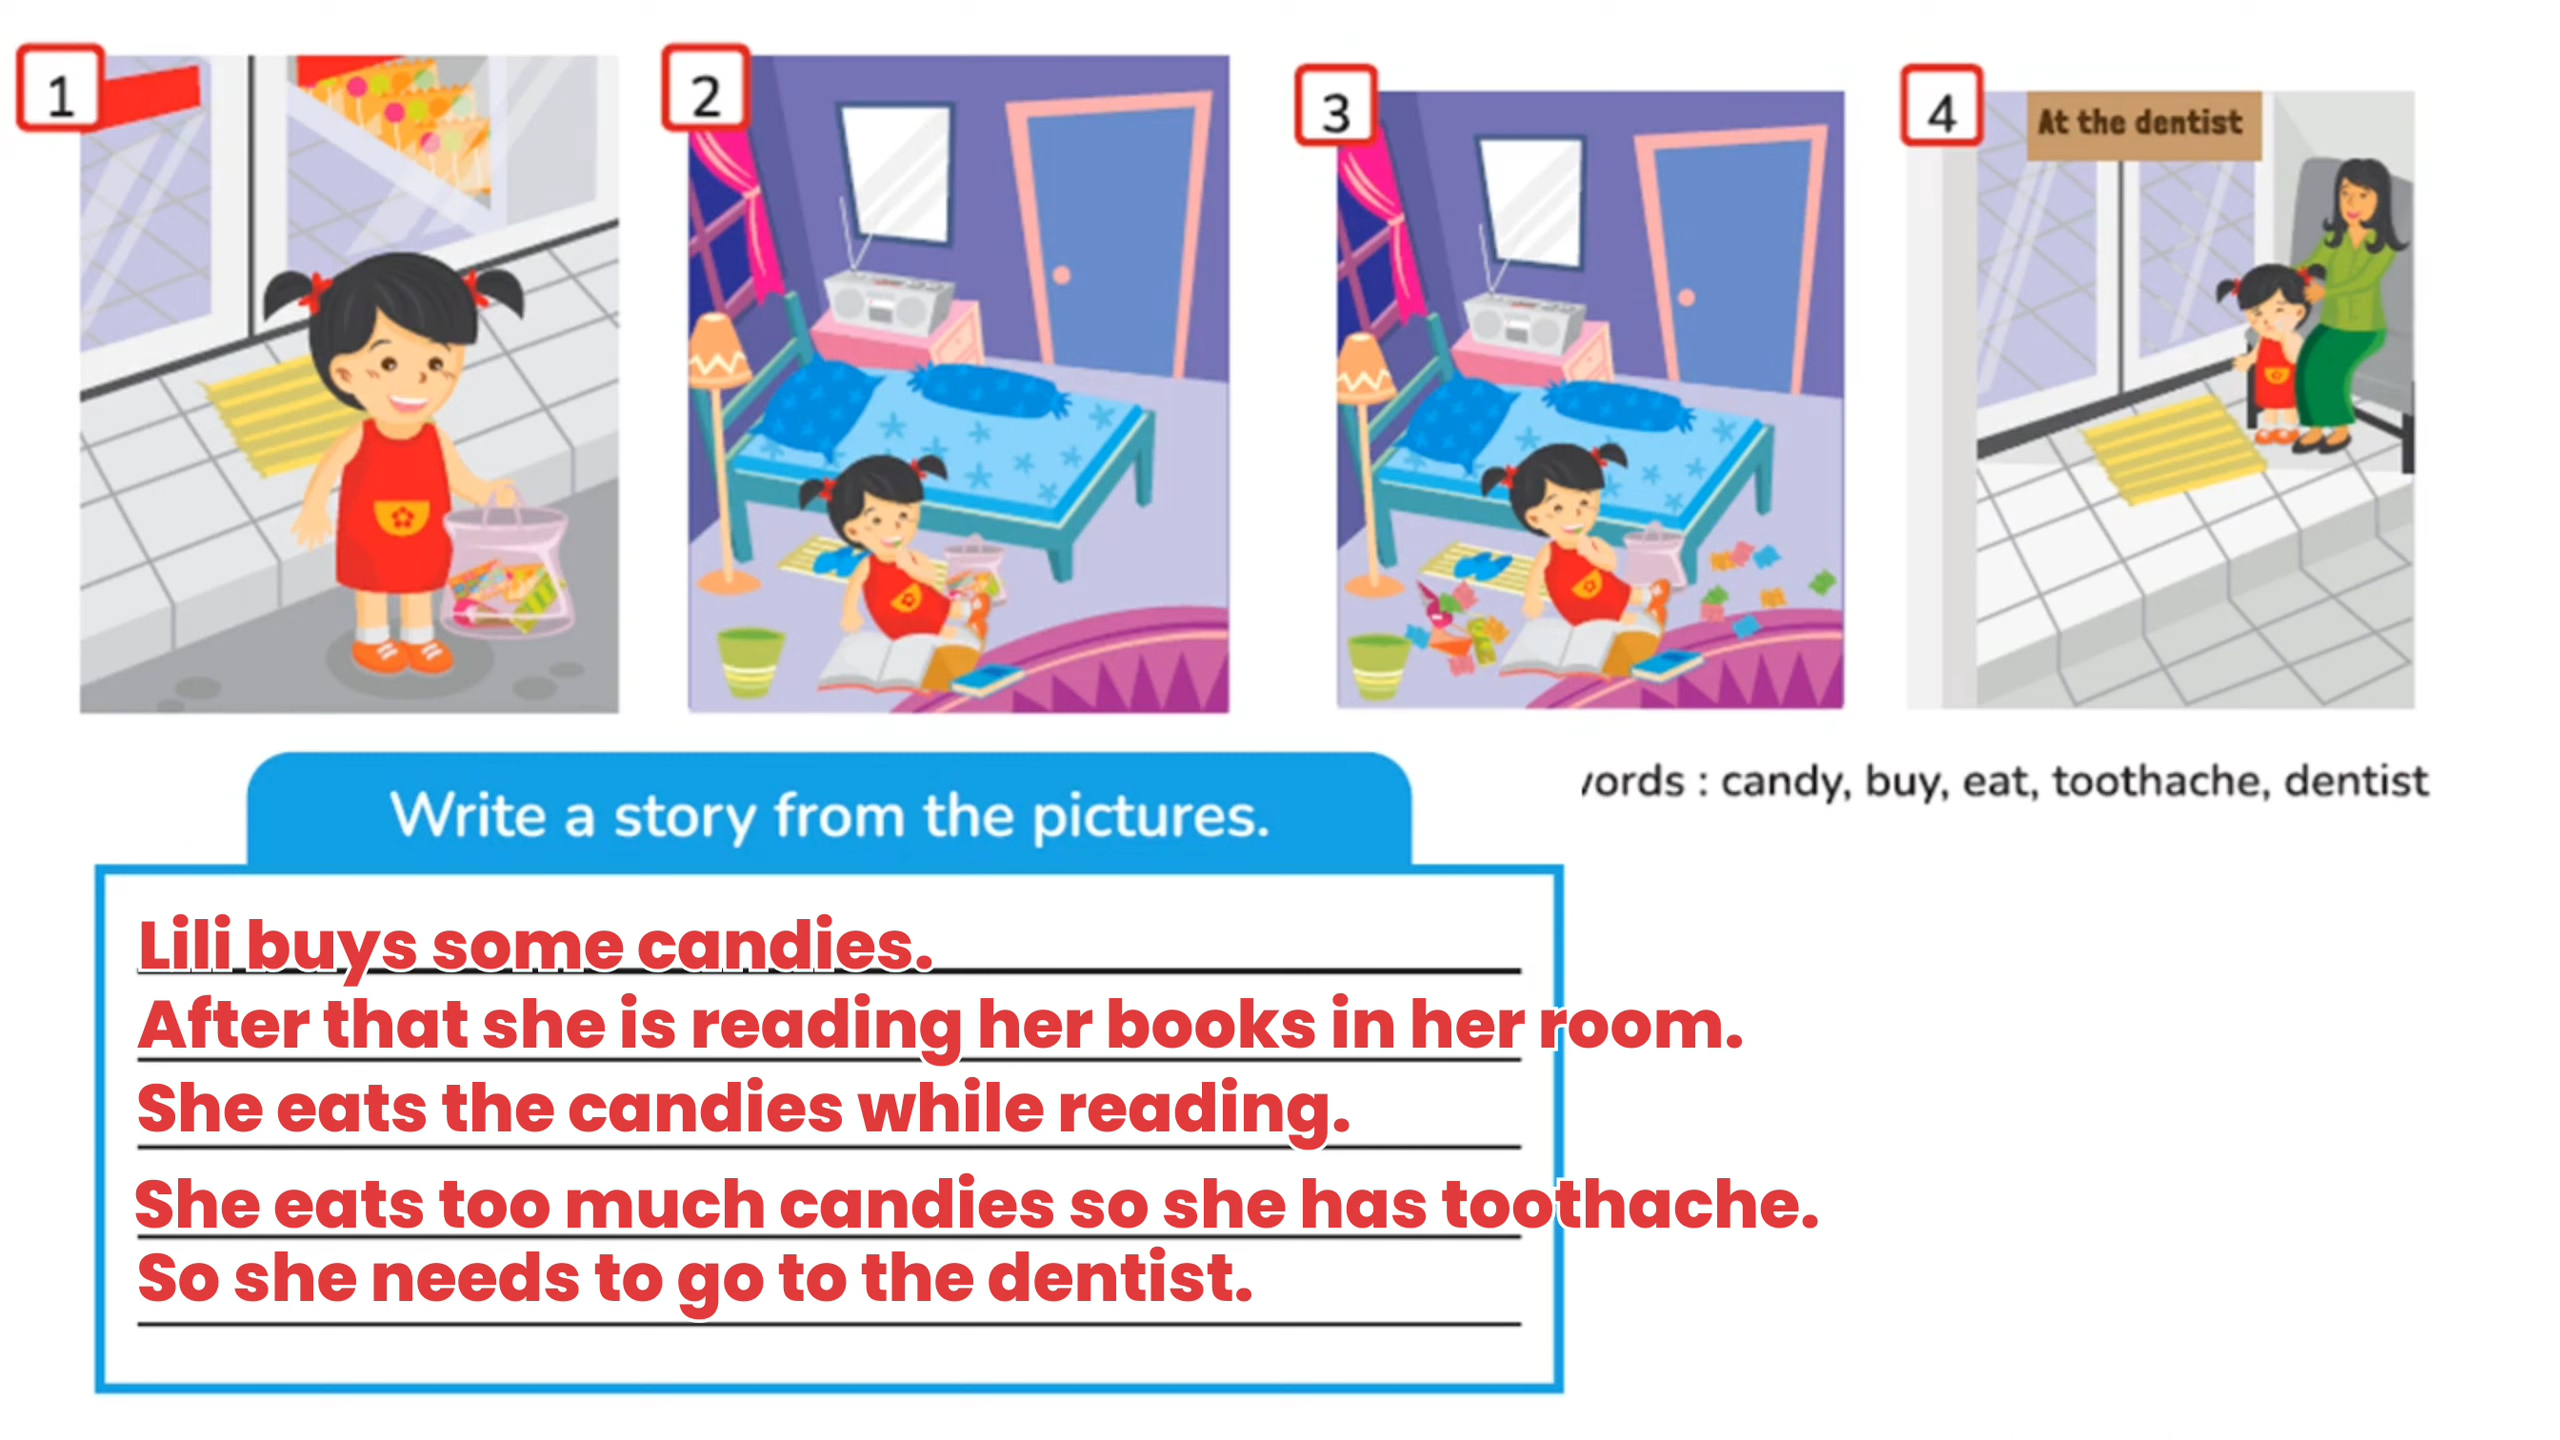 1
2
3
4
At the dentist
words : candy, buy, eat, toothache, dentist
Write a story from the pictures.
Lili buys some candies.
After that she is reading her books in her room.
She eats the candies while reading.
She eats too much candies so she has toothache.
So she needs to go to the dentist.